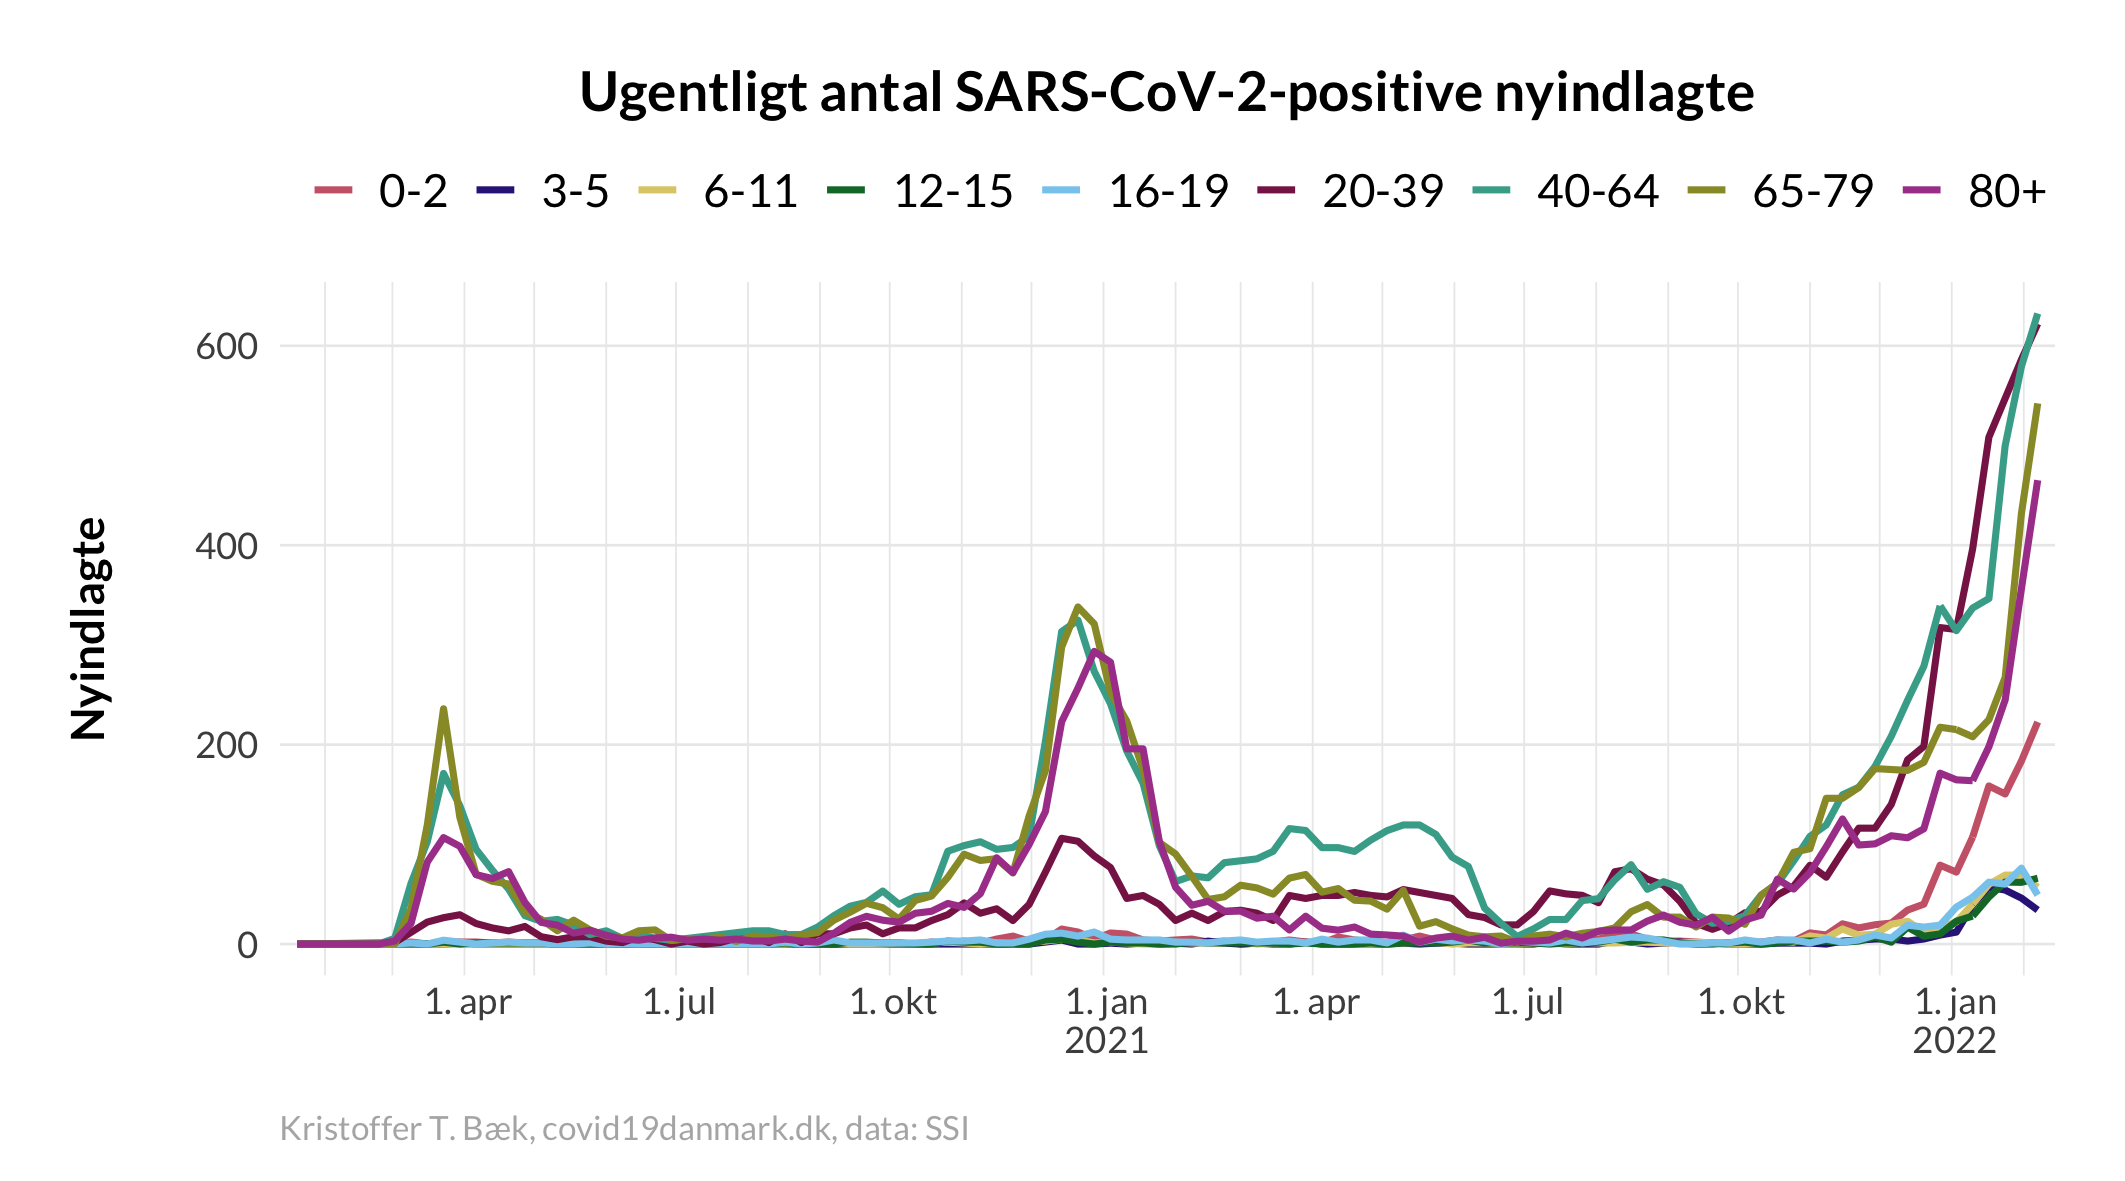 Ugentligt antal SARS-CoV-2-positive nyindlagte
0-2 3-5 6-11 12-15 16-19 20-39 40-64 65-79 80+
Nyindlagte
600
400
200
0
1. apr 1. jul 1. okt 1. jan 1. apr 1. jul 1. okt 1. jan
2021 2022
Kristoffer T. Bæk, covid19danmark.dk, data: SSI